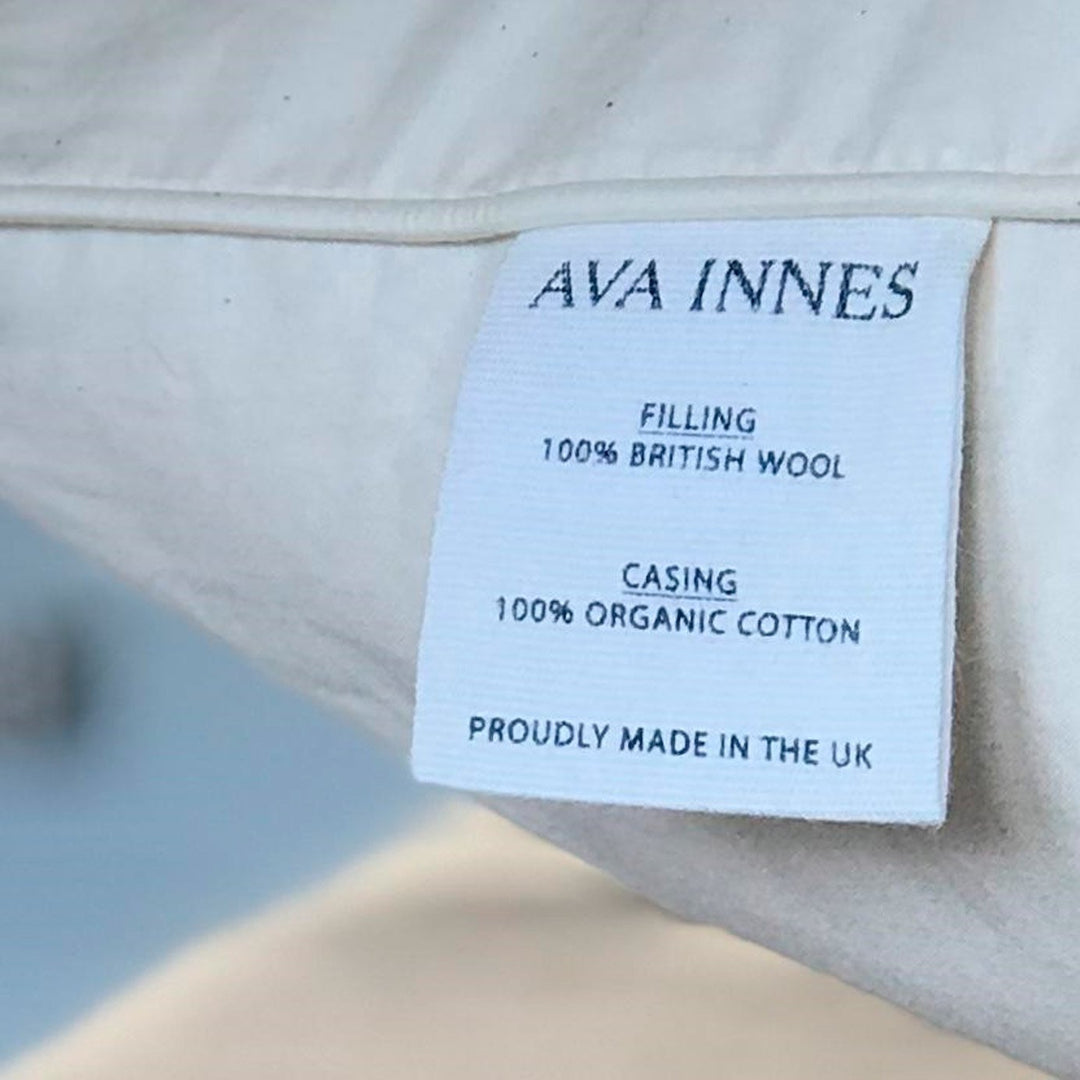 AVA INNES
FILLING
100% BRITISH WOOL
CASING
100% ORGANIC COTTON
PROUDLY MADE IN THE UK